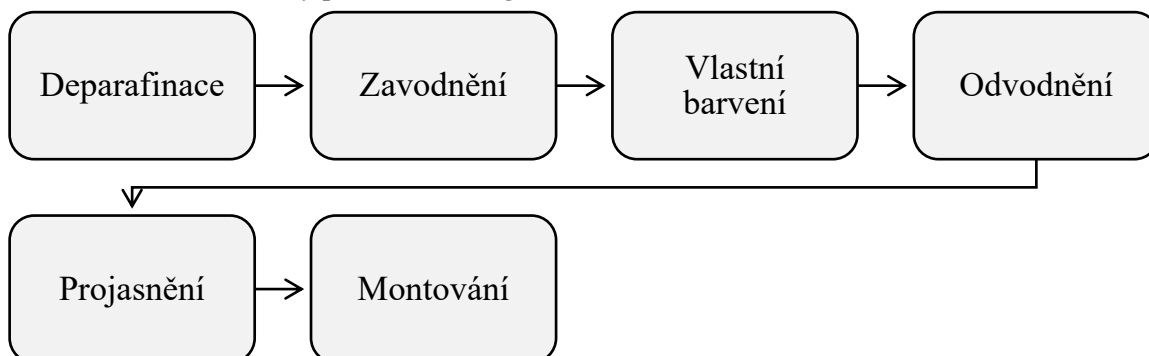 Deparafinace
Zavodnění
Vlastní
barvení
Odvodnění
Projasnění
Montování